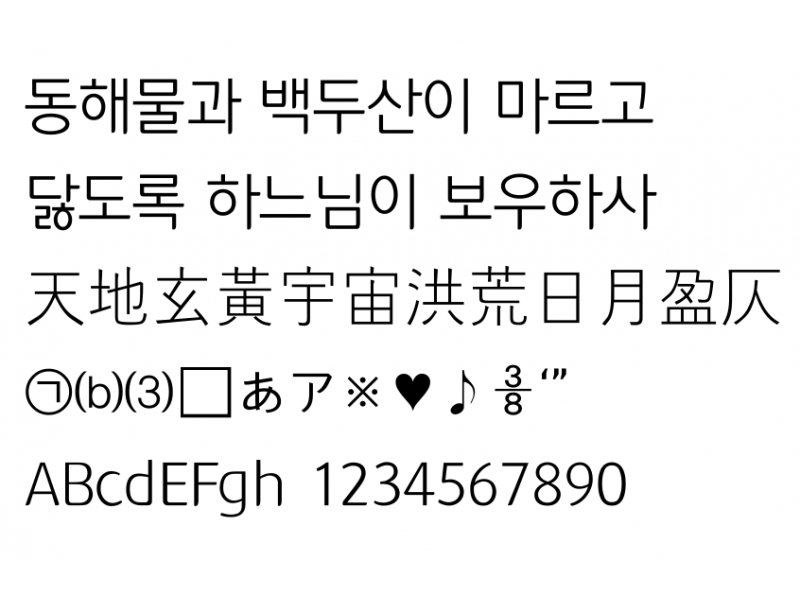 동해물과 백두산이 마르고
닳도록 하느님이 보우하사
天地玄黃宇宙洪荒日月盈仄
㉠⒝⑶□あア※♥♪⅜‘”
ABcdEFgh 1234567890